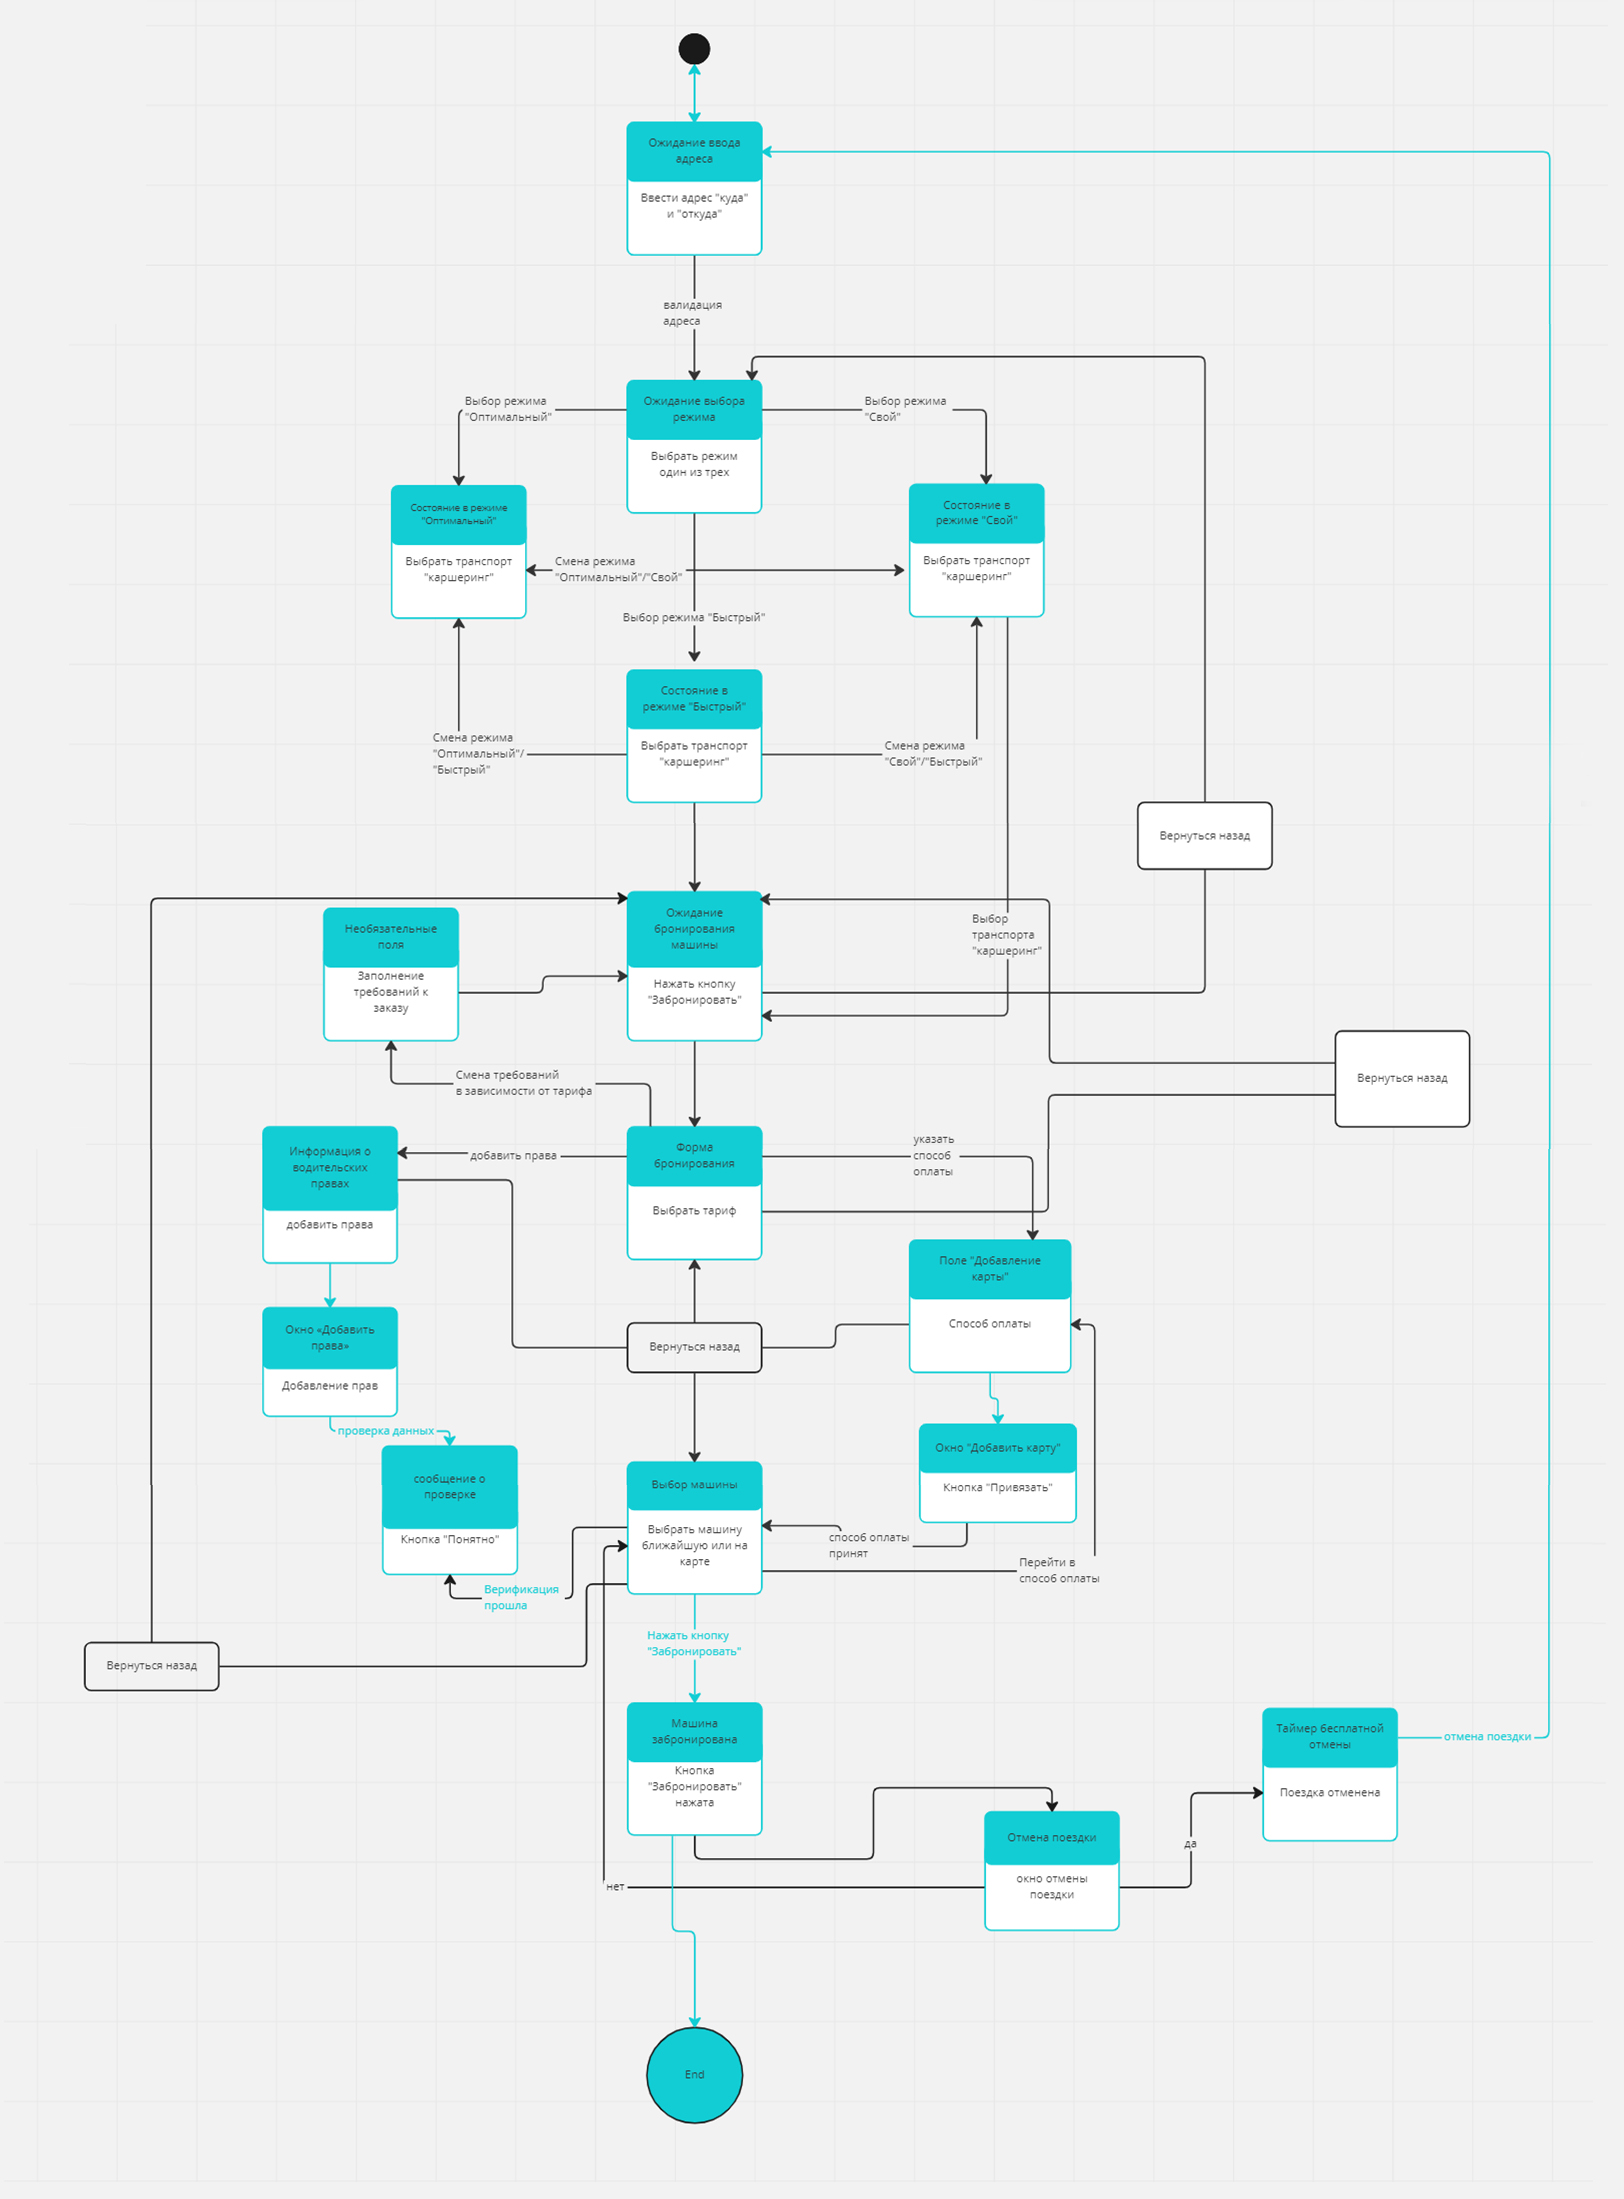 Ожидание ввода
адреса
Ввести адрес "куда"
и "откуда"
валидация
адреса
Выбор режима
"Оптимальный"
Ожидание выбора
режима
Выбрать режим
один из трех
Выбор режима
"Свой"
Состояние в режиме
"Оптимальный"
Выбрать транспорт
"каршеринг"
Смена режима
"Оптимальный"/"Свой"
Состояние в
режиме "Свой"
Выбрать транспорт
"каршеринг"
Выбор режима "Быстрый"
Состояние в
режиме "Быстрый"
Выбрать транспорт
"каршеринг"
Смена режима
"Оптимальный"/
"Быстрый"
Смена режима
"Свой"/"Быстрый"
Вернуться назад
Необязательные
поля
Заполнение
требований к
заказу
Ожидание
бронирования
машины
Нажать кнопку
"Забронировать"
Выбор
транспорта
"каршеринг"
Вернуться назад
Смена требований
в зависимости от тарифа
Информация о
водительских
правах
добавить права
добавить права
Форма
бронирования
Выбрать тариф
указать
способ
оплаты
Поле "Добавление
карты"
Способ оплаты
Окно «Добавить
права»
Добавление прав
Вернуться назад
проверка данных
сообщение о
проверке
Кнопка "Понятно"
Окно "Добавить карту"
Кнопка "Привязать"
Выбор машины
Выбрать машину
ближайшую или на
карте
способ оплаты
принят
Перейти в
способ оплаты
Верификация
прошла
Нажать кнопку
"Забронировать"
Вернуться назад
Машина
забронирована
Кнопка
"Забронировать"
нажата
Таймер бесплатной
отмены
Поездка отменена
отмена поездки
Отмена поездки
окно отмены
поездки
да
нет
End